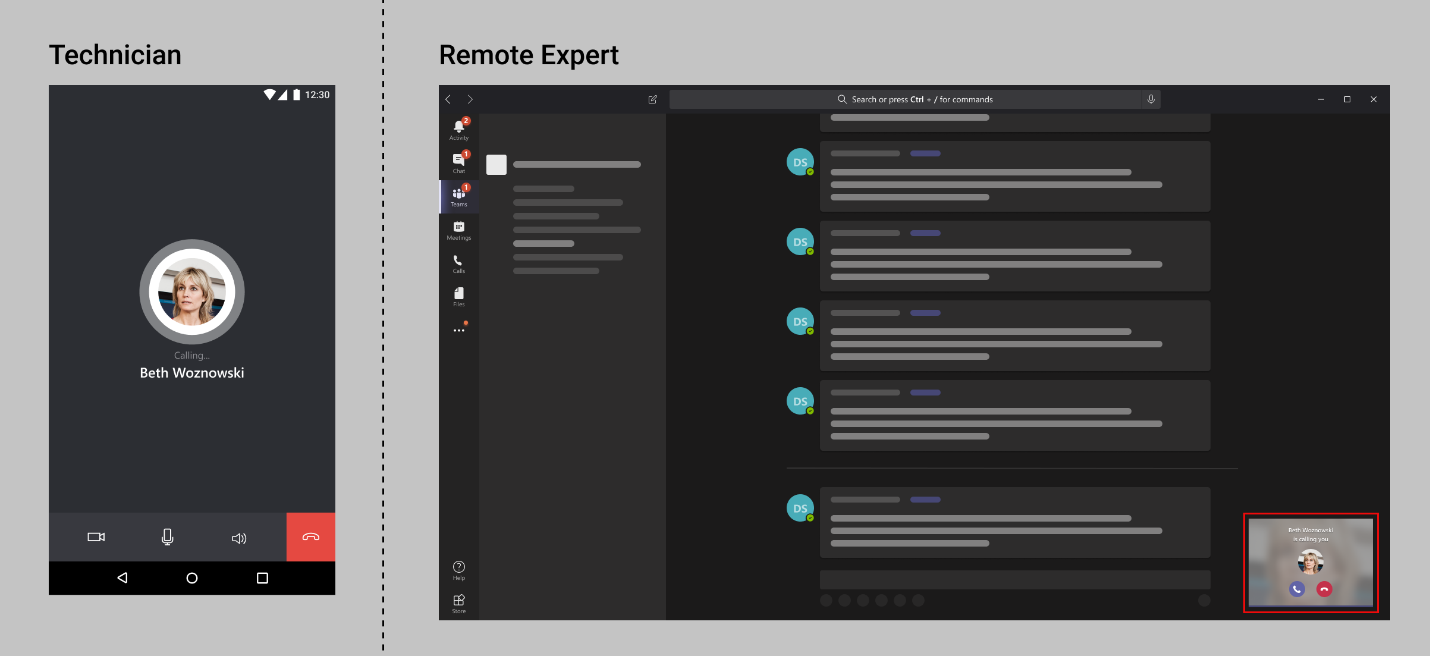 Technician
12:30
Calling...
Beth Woznowski
Remote Expert
Search or press Ctrl + / for commands
2
Activity
1
Chat
1
Teams
Meetings
Calls
Files
Help
Store
DS
DS
DS
DS
DS
Beth Woznowski
is calling you